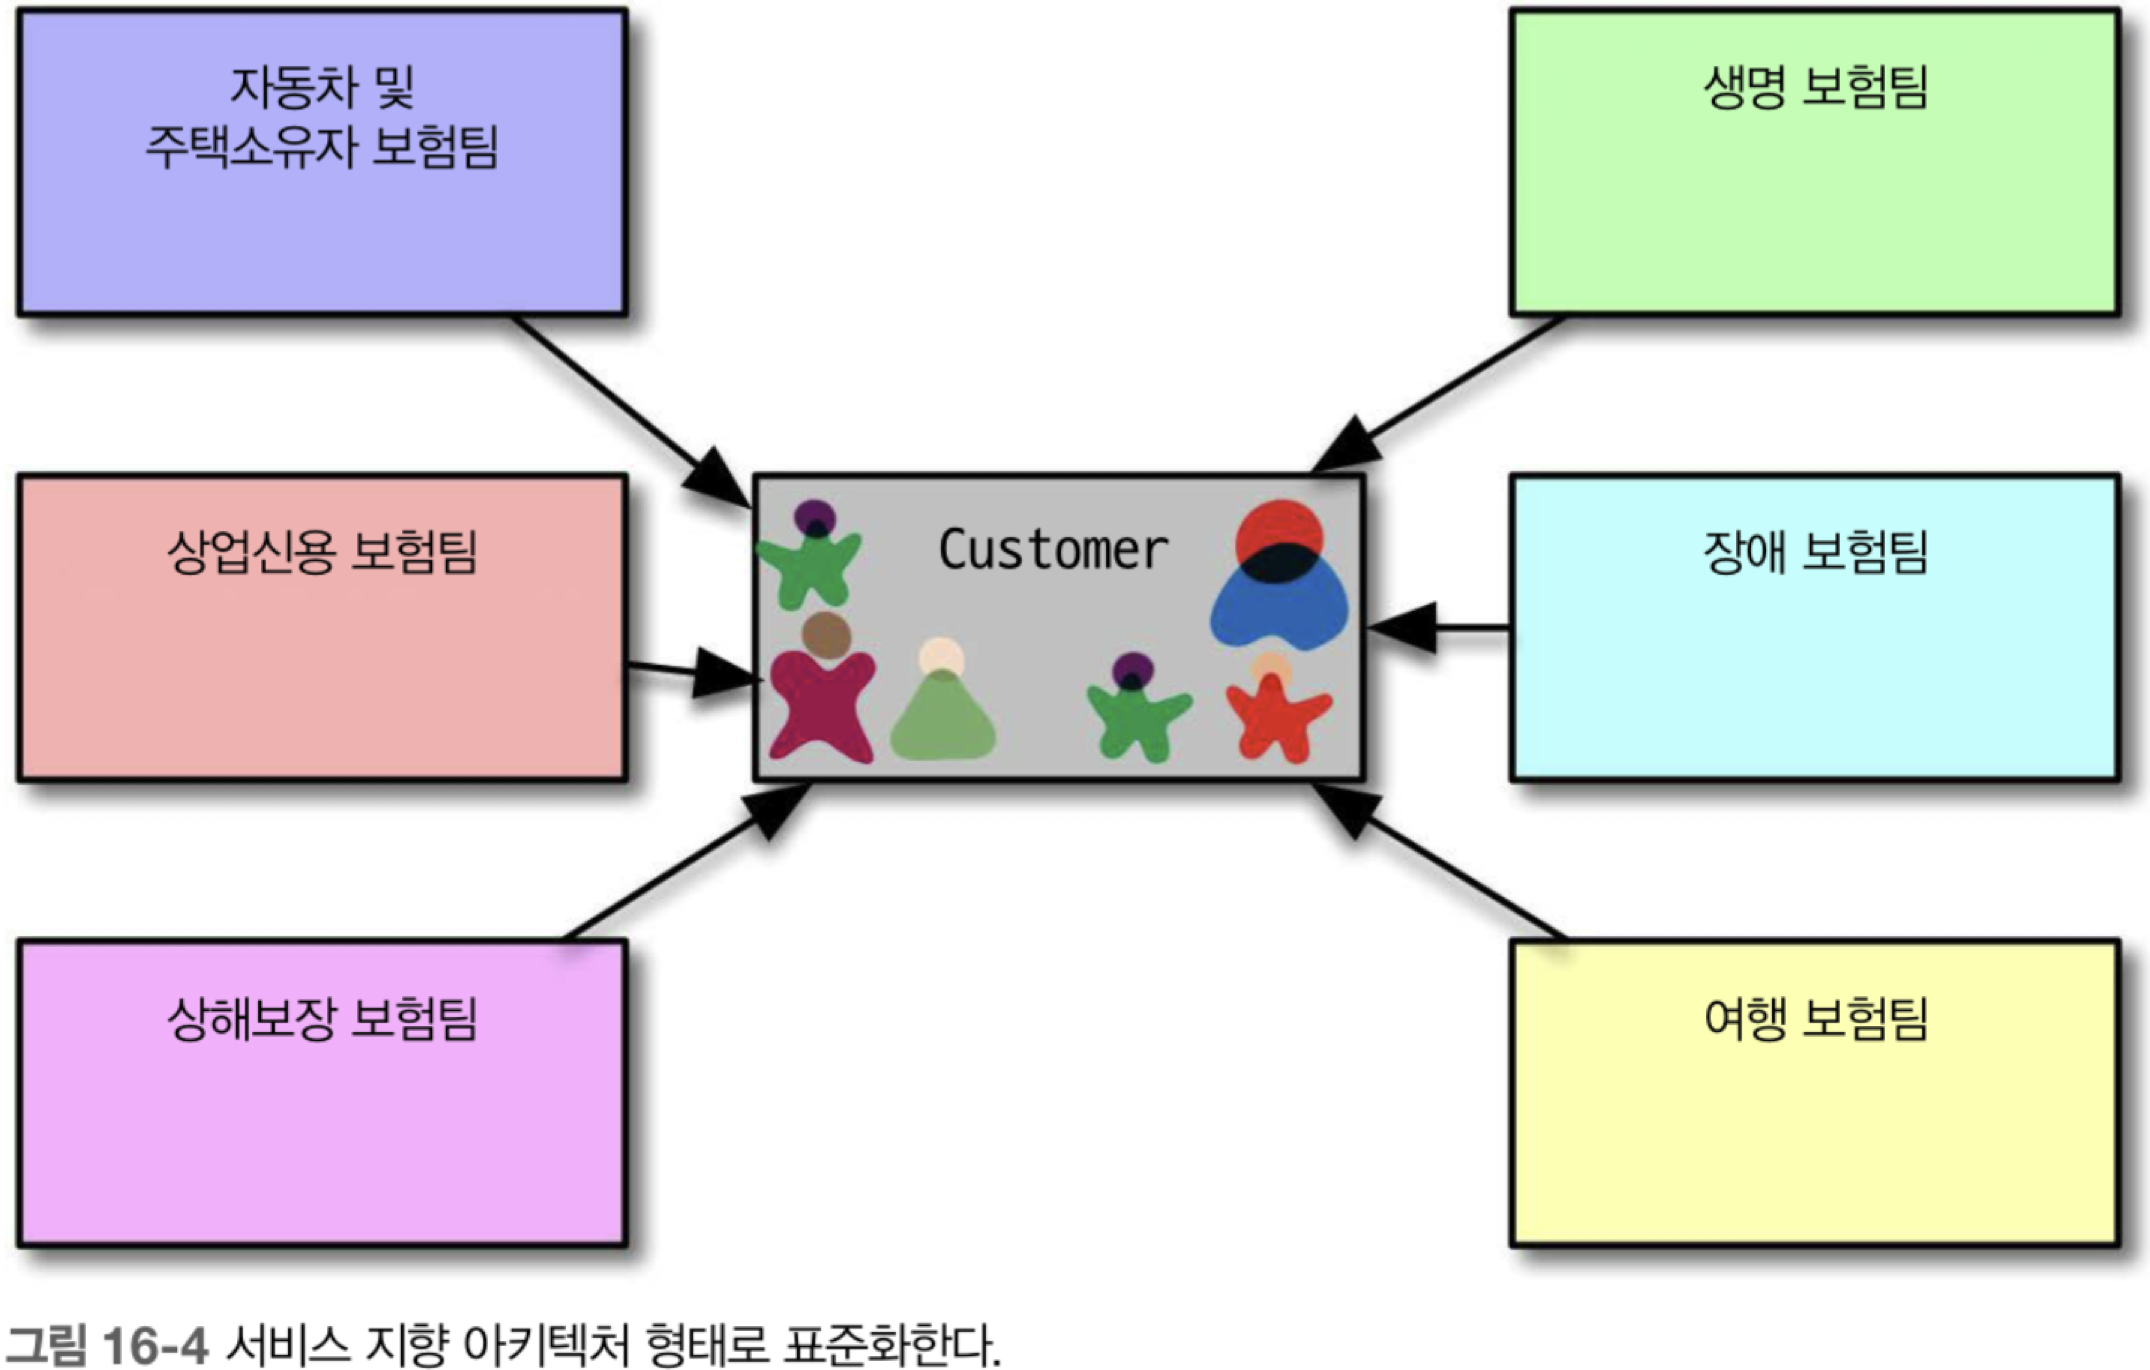 자동차 및
주택소유자 보험팀
생명 보험팀
상업신용 보험팀
Customer
장애 보험팀
상해보장 보험팀
여행 보험팀
그림 16-4 서비스 지향 아키텍처 형태로 표준화한다.